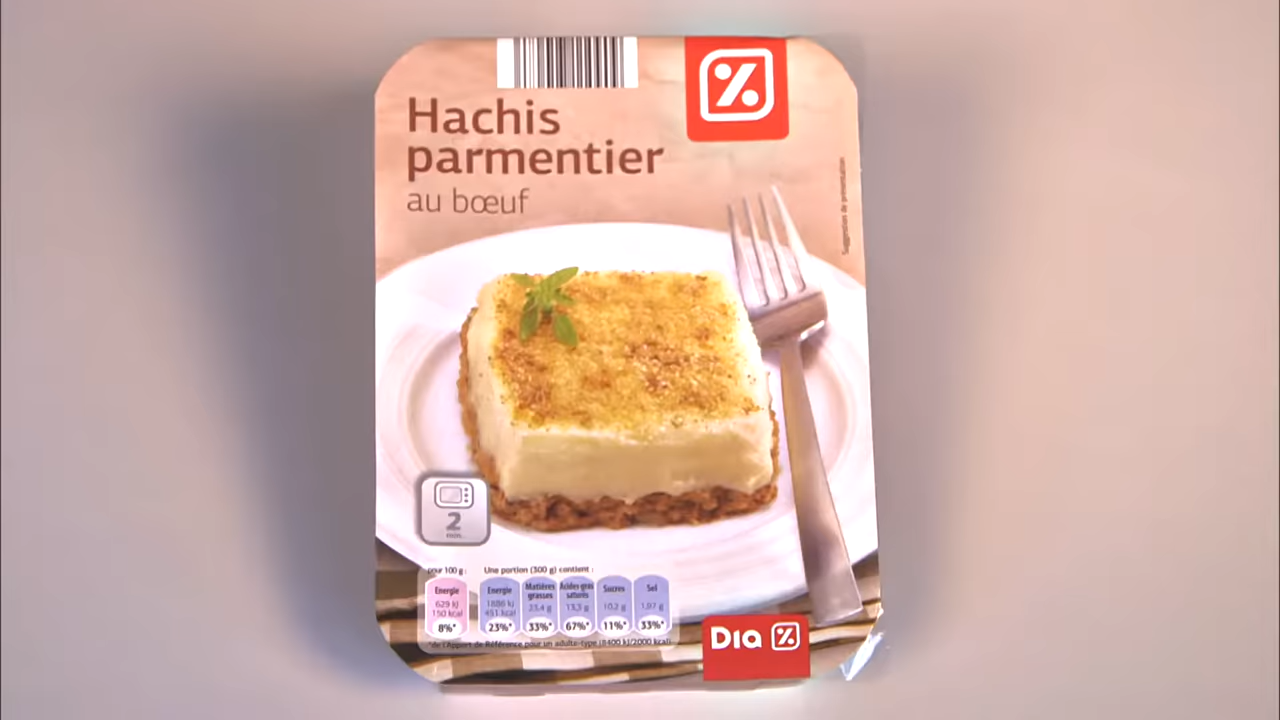 Hachis
parmentier
au bœuf
Suggestion de présentation
2
min.
pour 100 g :
Une portion (300 g) contient :
Energie
629 kJ
150 kcal
8%*
Energie
1886 kJ
451 kcal
23%*
Matières
grasses
23,4 g
33%*
Acides gras
saturés
13,3 g
67%*
Sucres
10,2 g
11%*
Sel
1,97 g
33%*
*de l'Apport de Référence pour un adulte-type (8400 kJ/2000 kcal)
DIA %